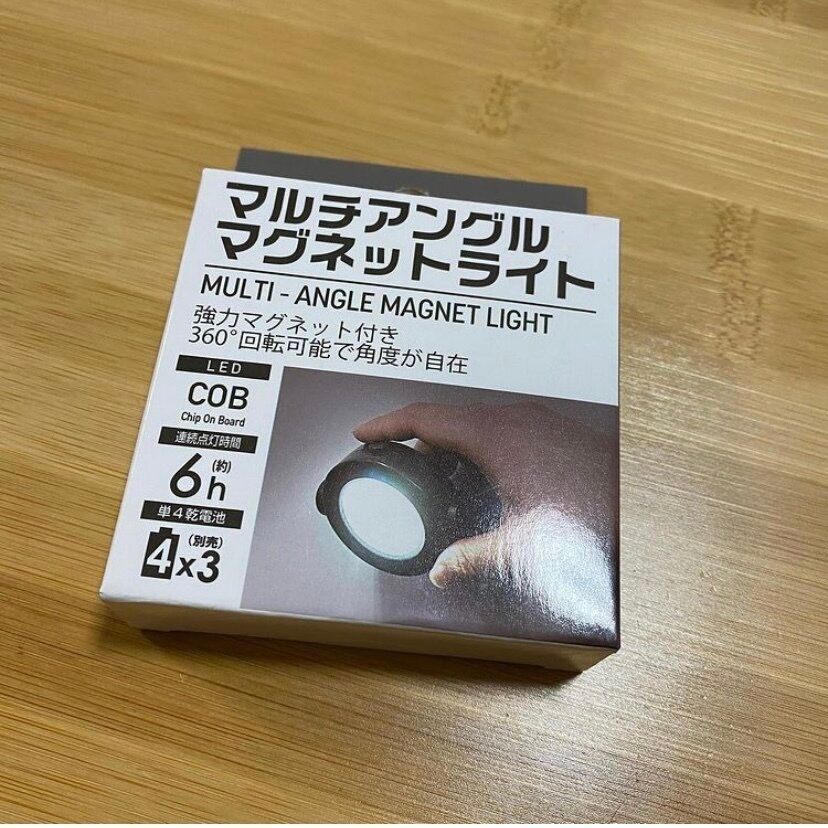 マルチアングル
マグネットライト
MULTI - ANGLE MAGNET LIGHT
強力マグネット付き
360°回転可能で角度が自在
LED
COB
Chip On Board
連続点灯時間
(約)
6h
単4乾電池
(別売)
4x3